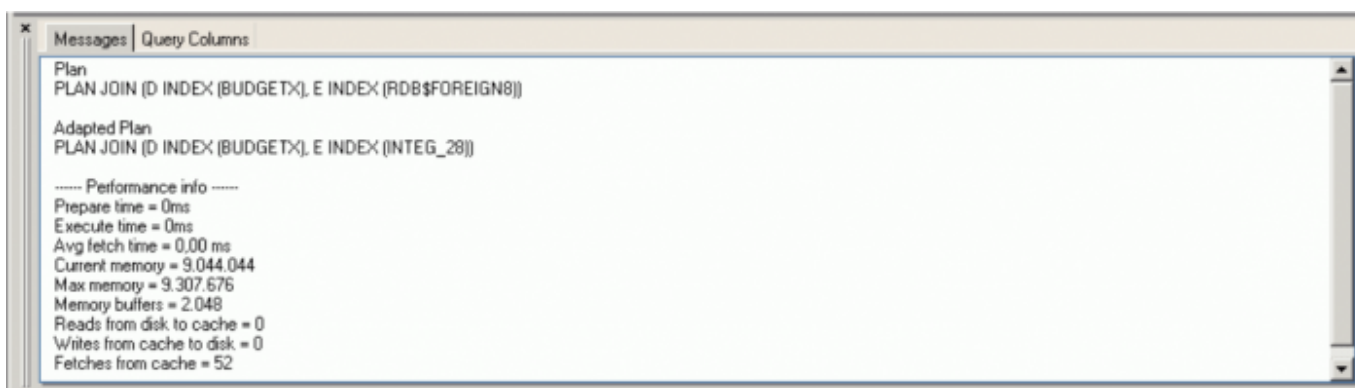 Messages Query Columns
Plan
PLAN JOIN (D INDEX (BUDGETX), E INDEX (RDB$FOREIGN8))
Adapted Plan
PLAN JOIN (D INDEX (BUDGETX), E INDEX (INTEG_28))
------ Performance info ------
Prepare time = 0ms
Execute time = 0ms
Avg fetch time = 0,00 ms
Current memory = 9.044.044
Max memory = 9.307.676
Memory buffers = 2.048
Reads from disk to cache = 0
Writes from cache to disk = 0
Fetches from cache = 52